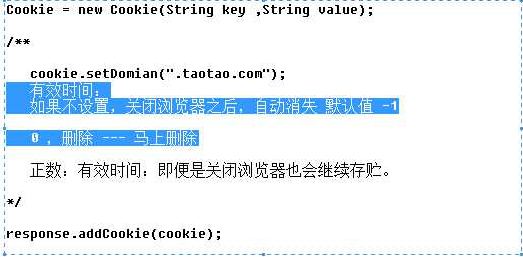 Cookie = new Cookie(String key ,String value);
/**
cookie.setDomian(".taotao.com");
有效时间：
如果不设置，关闭浏览器之后，自动消失 默认值 -1
0 ，删除 --- 马上删除
正数：有效时间：即便是关闭浏览器也会继续存贮。
*/
response.addCookie(cookie);